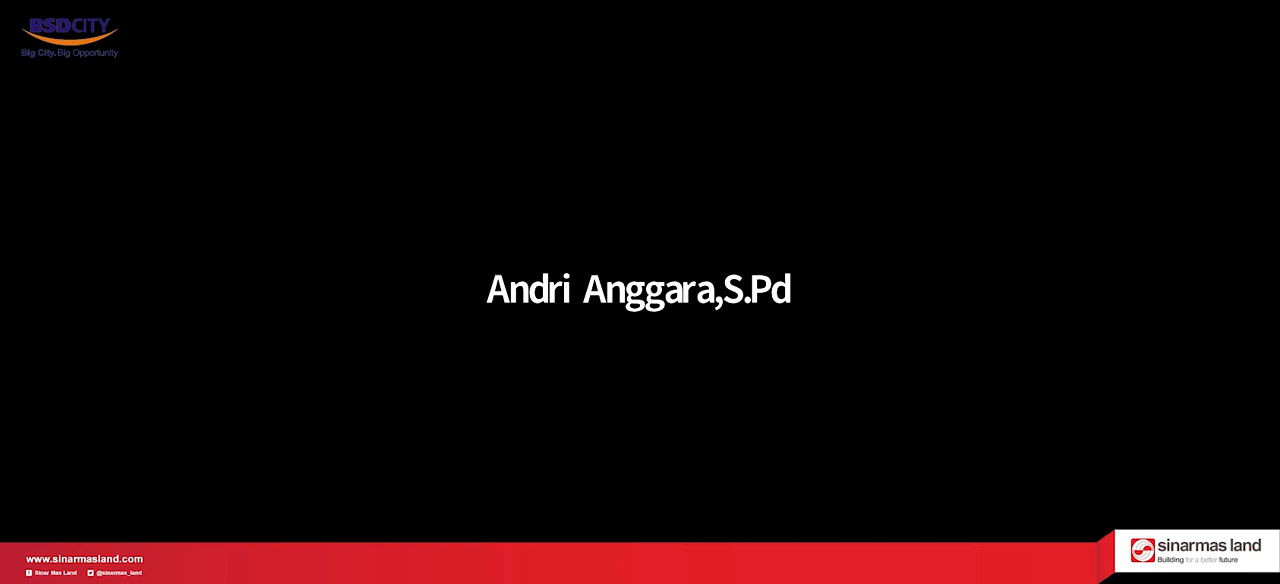 BSDCITY
Big City. Big Opportunity
Andri Anggara,S.Pd
www.sinarmasland.com
Sinar Mas Land @sinarmas_land
sinarmas land
Building for a better future